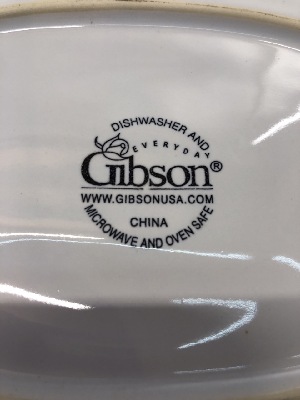 DISHWASHER AND
EVERYDAY
Gibson®
WWW.GIBSONUSA.COM
CHINA
MICROWAVE AND OVEN SAFE